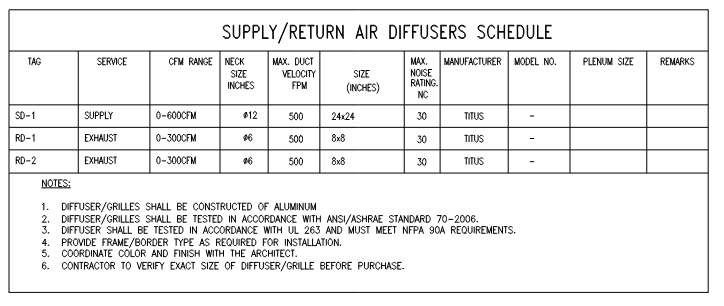 SUPPLY/RETURN AIR DIFFUSERS SCHEDULE
TAG SERVICE CFM RANGE NECK SIZE INCHES MAX. DUCT VELOCITY FPM SIZE (INCHES) MAX. NOISE RATING. NC MANUFACTURER MODEL NO. PLENUM SIZE REMARKS
SD-1 SUPPLY 0-600CFM ø12 500 24x24 30 TITUS -
RD-1 EXHAUST 0-300CFM ø6 500 8x8 30 TITUS -
RD-2 EXHAUST 0-300CFM ø6 500 8x8 30 TITUS -
NOTES:
1. DIFFUSER/GRILLES SHALL BE CONSTRUCTED OF ALUMINUM
2. DIFFUSER/GRILLES SHALL BE TESTED IN ACCORDANCE WITH ANSI/ASHRAE STANDARD 70-2006.
3. DIFFUSER SHALL BE TESTED IN ACCORDANCE WITH UL 263 AND MUST MEET NFPA 90A REQUIREMENTS.
4. PROVIDE FRAME/BORDER TYPE AS REQUIRED FOR INSTALLATION.
5. COORDINATE COLOR AND FINISH WITH THE ARCHITECT.
6. CONTRACTOR TO VERIFY EXACT SIZE OF DIFFUSER/GRILLE BEFORE PURCHASE.